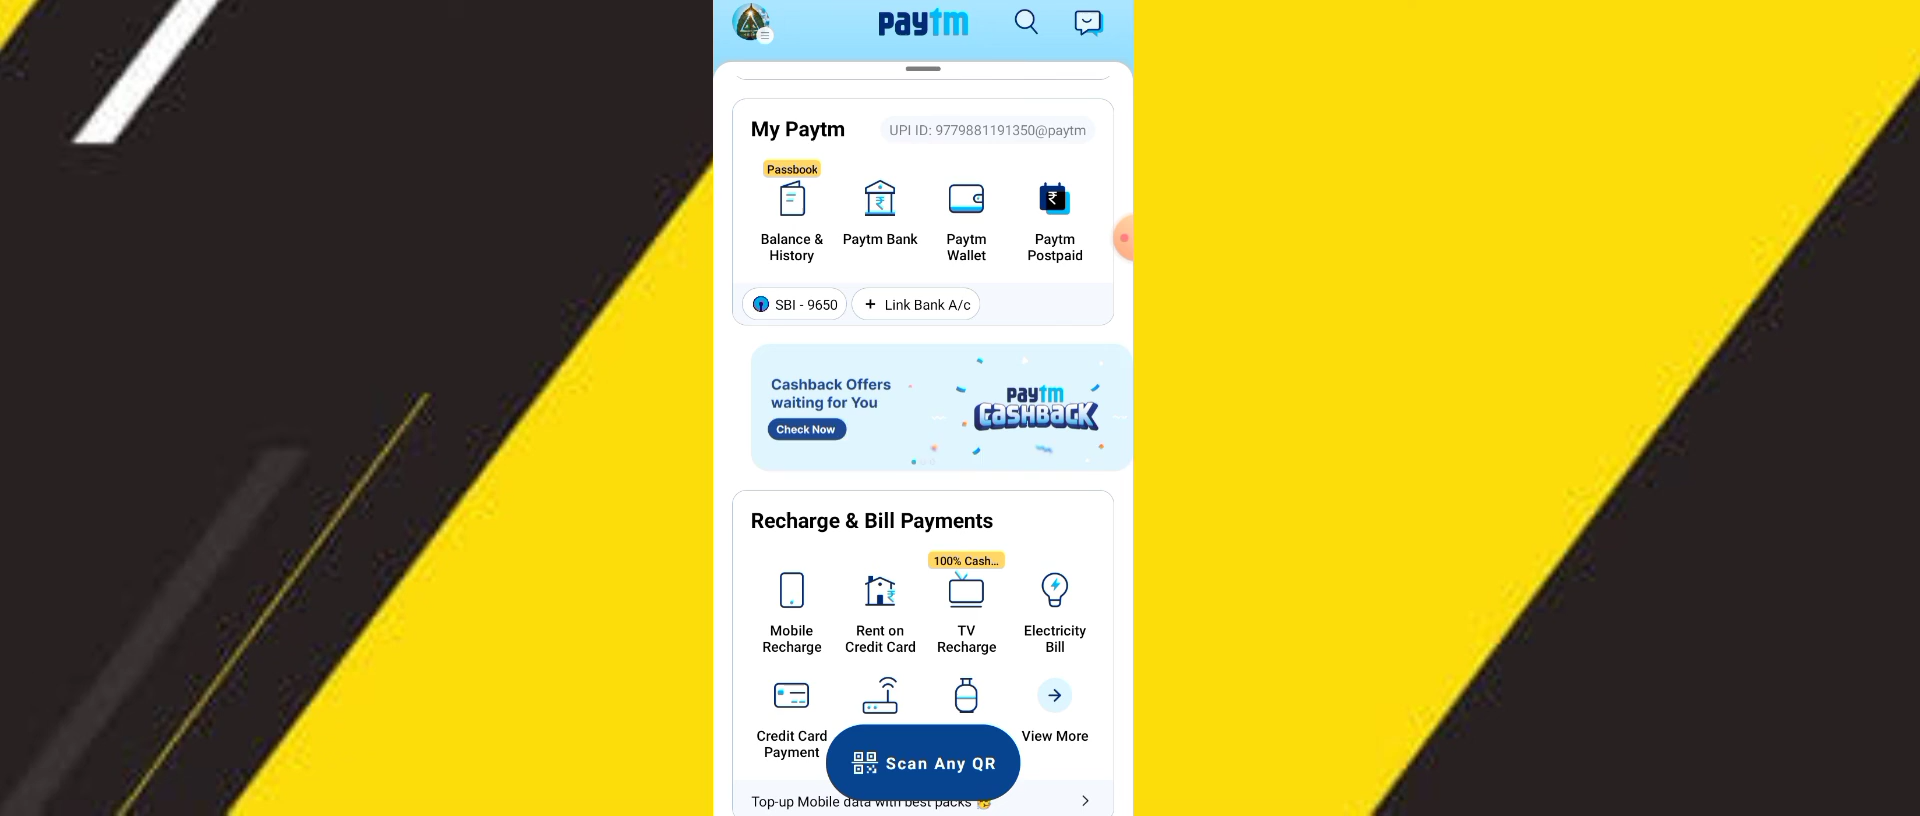 paytm
My Paytm
UPI ID: 9779881191350@paytm
Passbook
Balance & History
Paytm Bank
Paytm Wallet
Paytm Postpaid
SBI - 9650
+ Link Bank A/c
Cashback Offers
waiting for You
Check Now
paytm
CASHBACK
Recharge & Bill Payments
100% Cash...
Mobile Recharge
Rent on Credit Card
TV Recharge
Electricity Bill
Credit Card Payment
View More
Scan Any QR
Top-up Mobile data with best packs